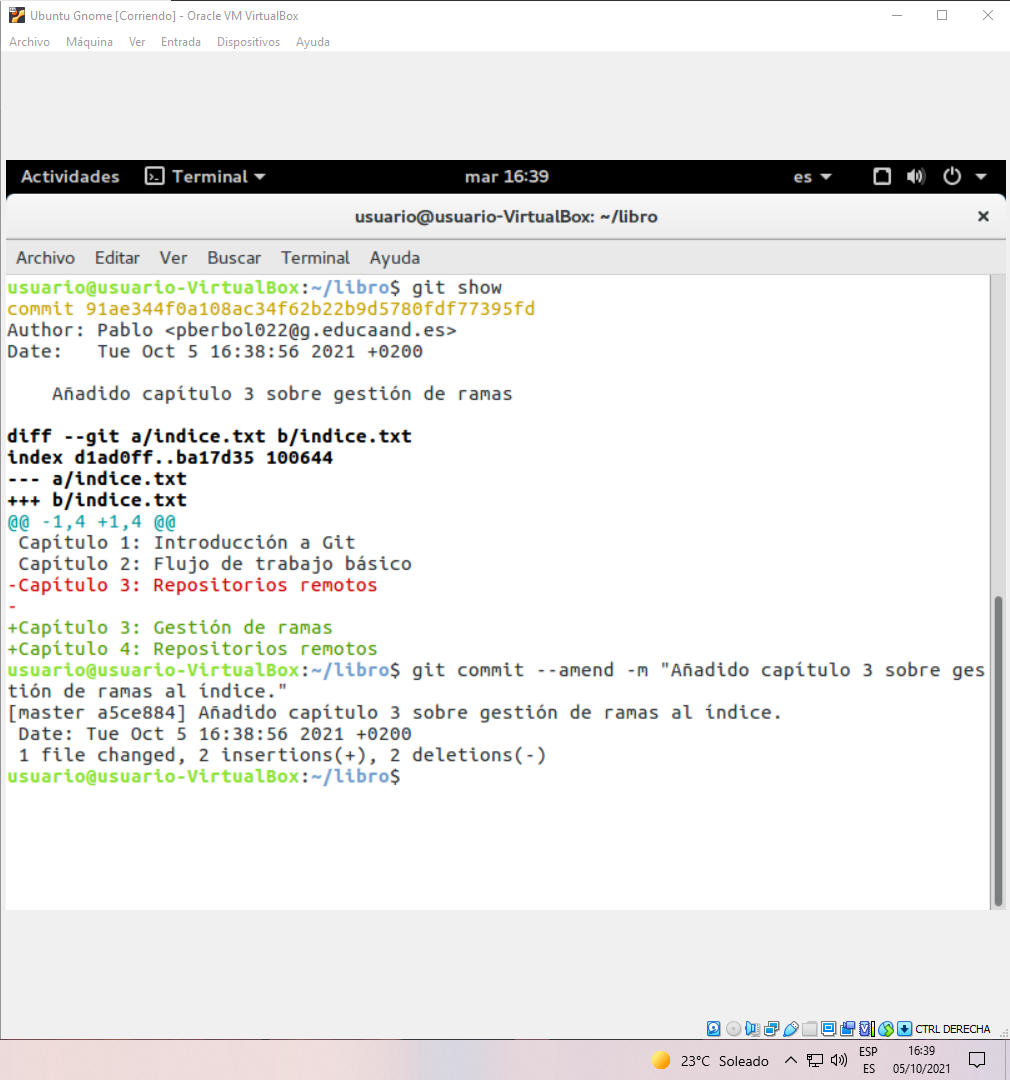 Ubuntu Gnome [Corriendo] - Oracle VM VirtualBox
Archivo Máquina Ver Entrada Dispositivos Ayuda
Actividades Terminal mar 16:39 es
usuario@usuario-VirtualBox: ~/libro
Archivo Editar Ver Buscar Terminal Ayuda
usuario@usuario-VirtualBox:~/libro$ git show
commit 91ae344f0a108ac34f62b22b9d5780fdf77395fd
Author: Pablo <pberbol022@g.educaand.es>
Date:   Tue Oct 5 16:38:56 2021 +0200
    Añadido capítulo 3 sobre gestión de ramas
diff --git a/indice.txt b/indice.txt
index d1ad0ff..ba17d35 100644
--- a/indice.txt
+++ b/indice.txt
@@ -1,4 +1,4 @@
 Capítulo 1: Introducción a Git
 Capítulo 2: Flujo de trabajo básico
-Capítulo 3: Repositorios remotos
-
+Capítulo 3: Gestión de ramas
+Capítulo 4: Repositorios remotos
usuario@usuario-VirtualBox:~/libro$ git commit --amend -m "Añadido capítulo 3 sobre ges
tión de ramas al índice."
[master a5ce884] Añadido capítulo 3 sobre gestión de ramas al índice.
 Date: Tue Oct 5 16:38:56 2021 +0200
 1 file changed, 2 insertions(+), 2 deletions(-)
usuario@usuario-VirtualBox:~/libro$
CTRL DERECHA
23°C Soleado
ESP
ES
16:39
05/10/2021